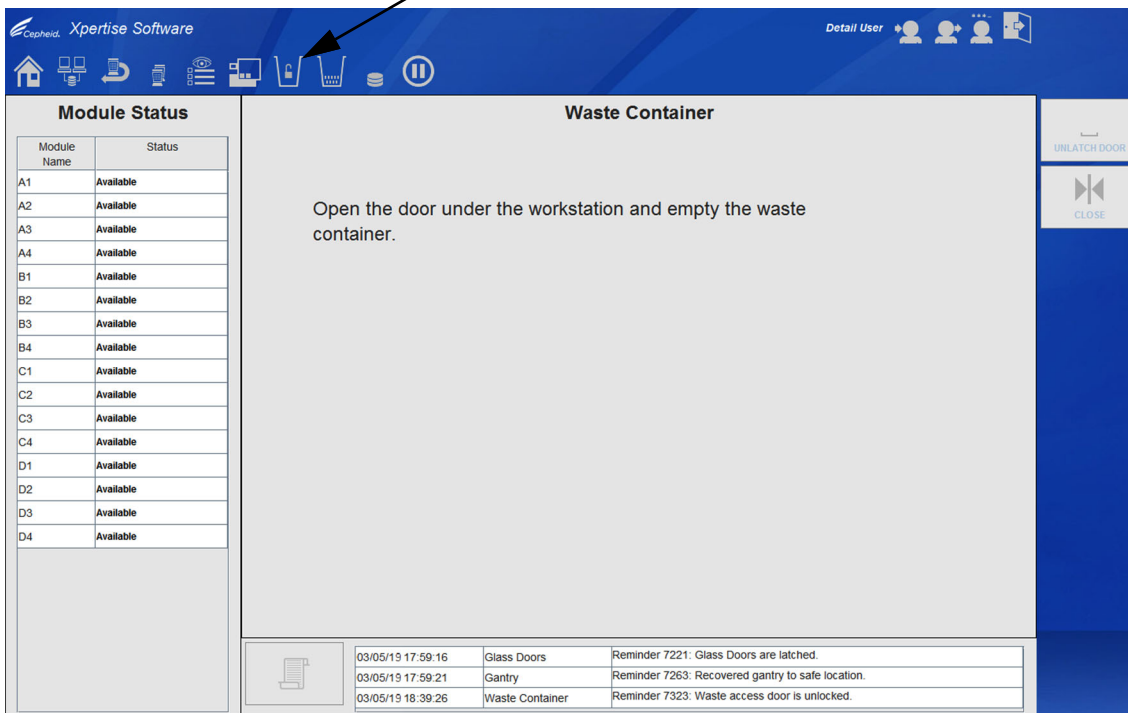 Cepheid. Xpertise Software
Detail User
Module Status
Module Name Status
A1 Available
A2 Available
A3 Available
A4 Available
B1 Available
B2 Available
B3 Available
B4 Available
C1 Available
C2 Available
C3 Available
C4 Available
D1 Available
D2 Available
D3 Available
D4 Available
Waste Container
Open the door under the workstation and empty the waste
container.
UNLATCH DOOR
CLOSE
03/05/19 17:59:16 Glass Doors Reminder 7221: Glass Doors are latched.
03/05/19 17:59:21 Gantry Reminder 7263: Recovered gantry to safe location.
03/05/19 18:39:26 Waste Container Reminder 7323: Waste access door is unlocked.